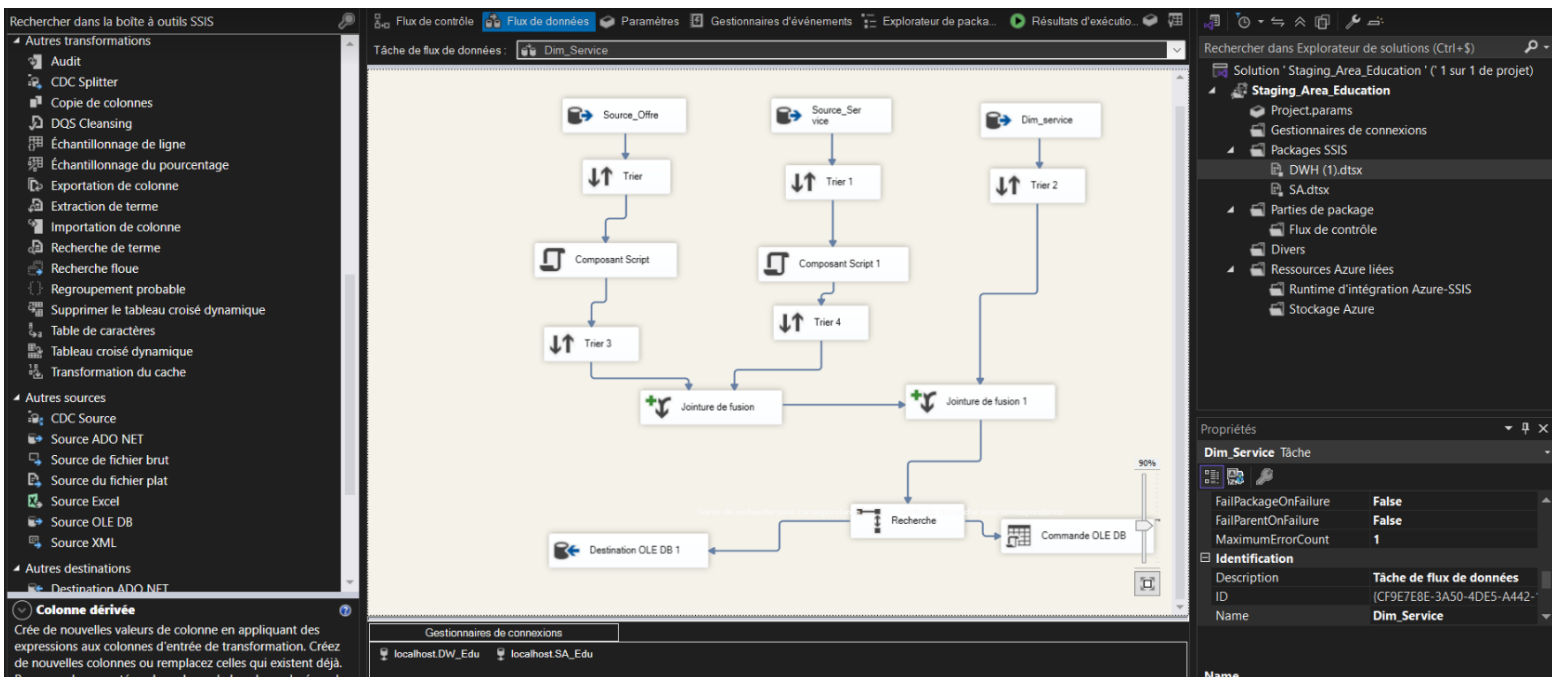 Rechercher dans la boîte à outils SSIS
Autres transformations
Audit
CDC Splitter
Copie de colonnes
DQS Cleansing
Échantillonnage de ligne
Échantillonnage du pourcentage
Exportation de colonne
Extraction de terme
Importation de colonne
Recherche de terme
Recherche floue
Regroupement probable
Supprimer le tableau croisé dynamique
Table de caractères
Tableau croisé dynamique
Transformation du cache
Autres sources
CDC Source
Source ADO NET
Source de fichier brut
Source du fichier plat
Source Excel
Source OLE DB
Source XML
Autres destinations
Destination ADO NET
Colonne dérivée
Crée de nouvelles valeurs de colonne en appliquant des
expressions aux colonnes d'entrée de transformation. Créez
de nouvelles colonnes ou remplacez celles qui existent déjà.
Flux de contrôle Flux de données Paramètres Gestionnaires d'événements Explorateur de packa... Résultats d'exécutio...
Tâche de flux de données : Dim_Service
Source_Offre
Source_Ser
vice
Dim_service
Trier
Trier 1
Trier 2
Composant Script
Composant Script 1
Trier 3
Trier 4
Jointure de fusion
Jointure de fusion 1
90%
Recherche
Commande OLE DB
Destination OLE DB 1
Gestionnaires de connexions
localhost.DW_Edu localhost.SA_Edu
Rechercher dans Explorateur de solutions (Ctrl+$)
Solution ' Staging_Area_Education ' (' 1 sur 1 de projet)
Staging_Area_Education
Project.params
Gestionnaires de connexions
Packages SSIS
DWH (1).dtsx
SA.dtsx
Parties de package
Flux de contrôle
Divers
Ressources Azure liées
Runtime d'intégration Azure-SSIS
Stockage Azure
Propriétés
Dim_Service Tâche
FailPackageOnFailure False
FailParentOnFailure False
MaximumErrorCount 1
Identification
Description Tâche de flux de données
ID {CF9E7E8E-3A50-4DE5-A442-
Name Dim_Service
Name